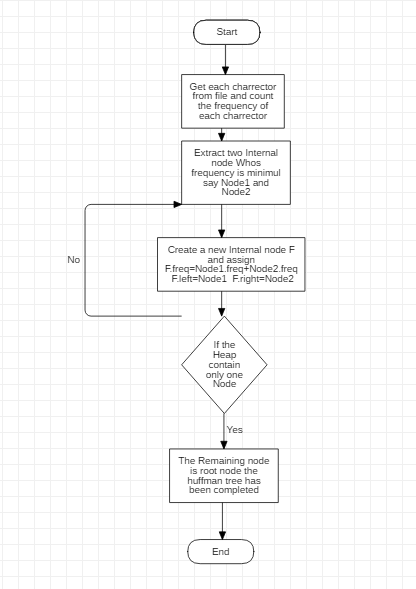 Start
Get each charrector
from file and count
the frequency of
each charrector
Extract two Internal
node Whos
frequency is minimul
say Node1 and
Node2
No
Create a new Internal node F
and assign
F.freq=Node1.freq+Node2.freq
F.left=Node1 F.right=Node2
If the
Heap
contain
only one
Node
Yes
The Remaining node
is root node the
huffman tree has
been completed
End